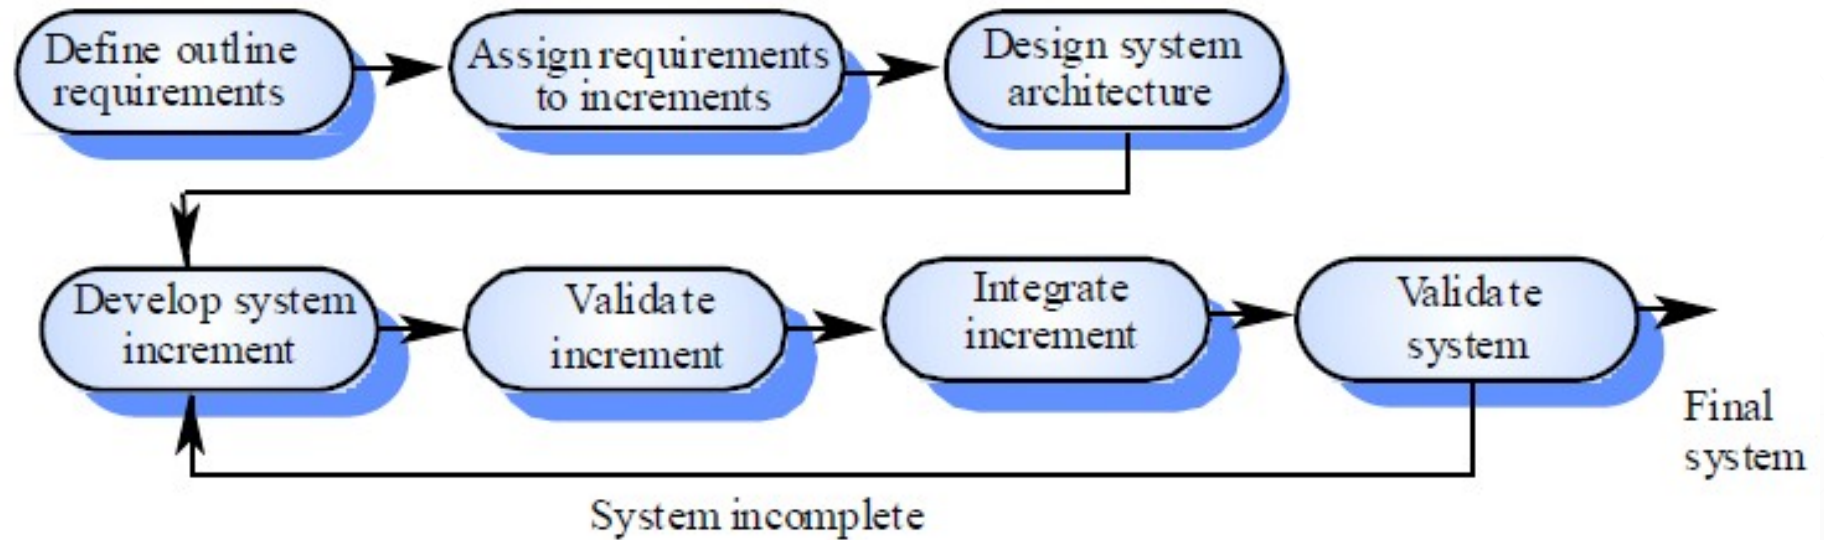 Define outline
requirements
Assign requirements
to increments
Design system
architecture
Develop system
increment
Validate
increment
Integrate
increment
Validate
system
Final
system
System incomplete